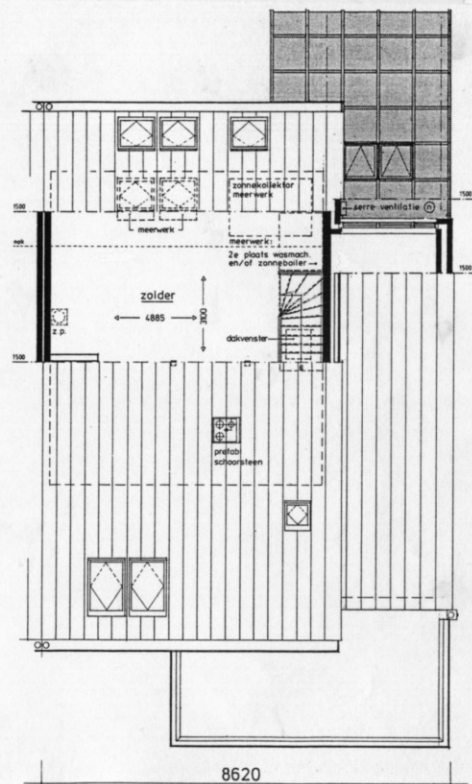 zonnekollektor
meerwerk
1500
1500
serre ventilatie
meerwerk
meerwerk:
2e plaats wasmach.
en/of zonneboiler
nok
1500
zolder
4885
3100
dakvenster
z.p.
1500
prefab
schoorsteen
8620